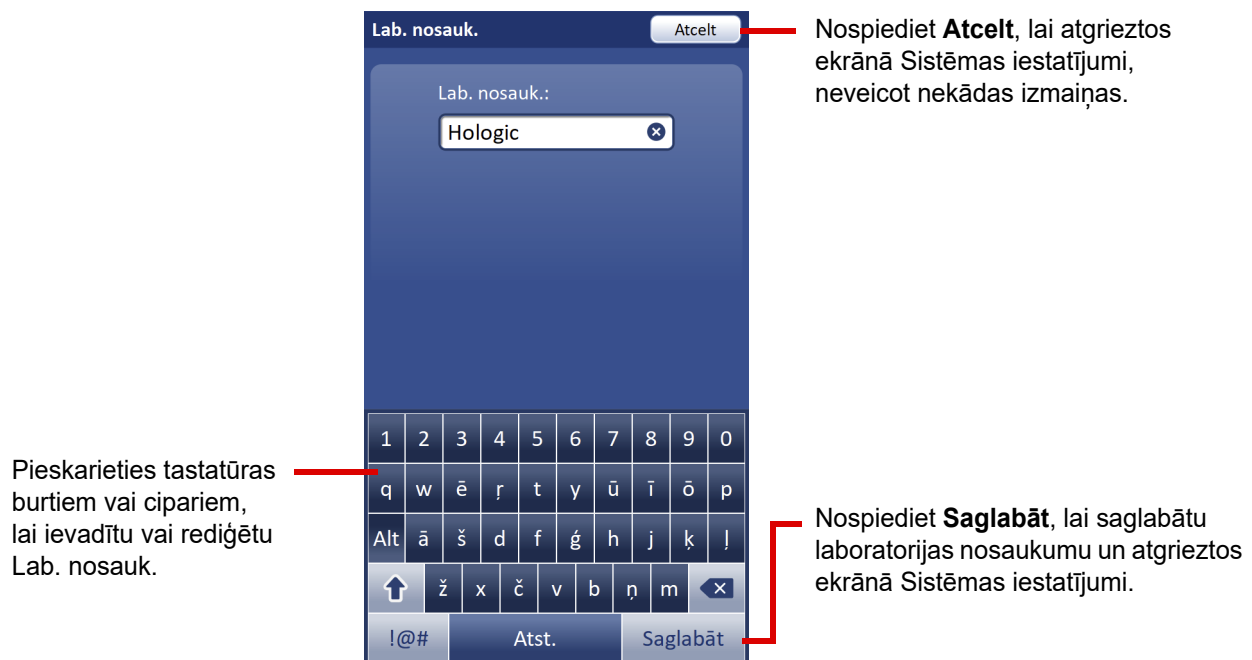 Lab. nosauk.
Atcelt
Nospiediet Atcelt, lai atgrieztos
ekrānā Sistēmas iestatījumi,
neveicot nekādas izmaiņas.
Lab. nosauk.:
Hologic
1 2 3 4 5 6 7 8 9 0
q w ē ŗ t y ū ī ō p
Alt ā š d f ģ h j ķ ļ
ž x č v b ņ m
!@# Atst. Saglabāt
Pieskarieties tastatūras
burtiem vai cipariem,
lai ievadītu vai rediģētu
Lab. nosauk.
Nospiediet Saglabāt, lai saglabātu
laboratorijas nosaukumu un atgrieztos
ekrānā Sistēmas iestatījumi.